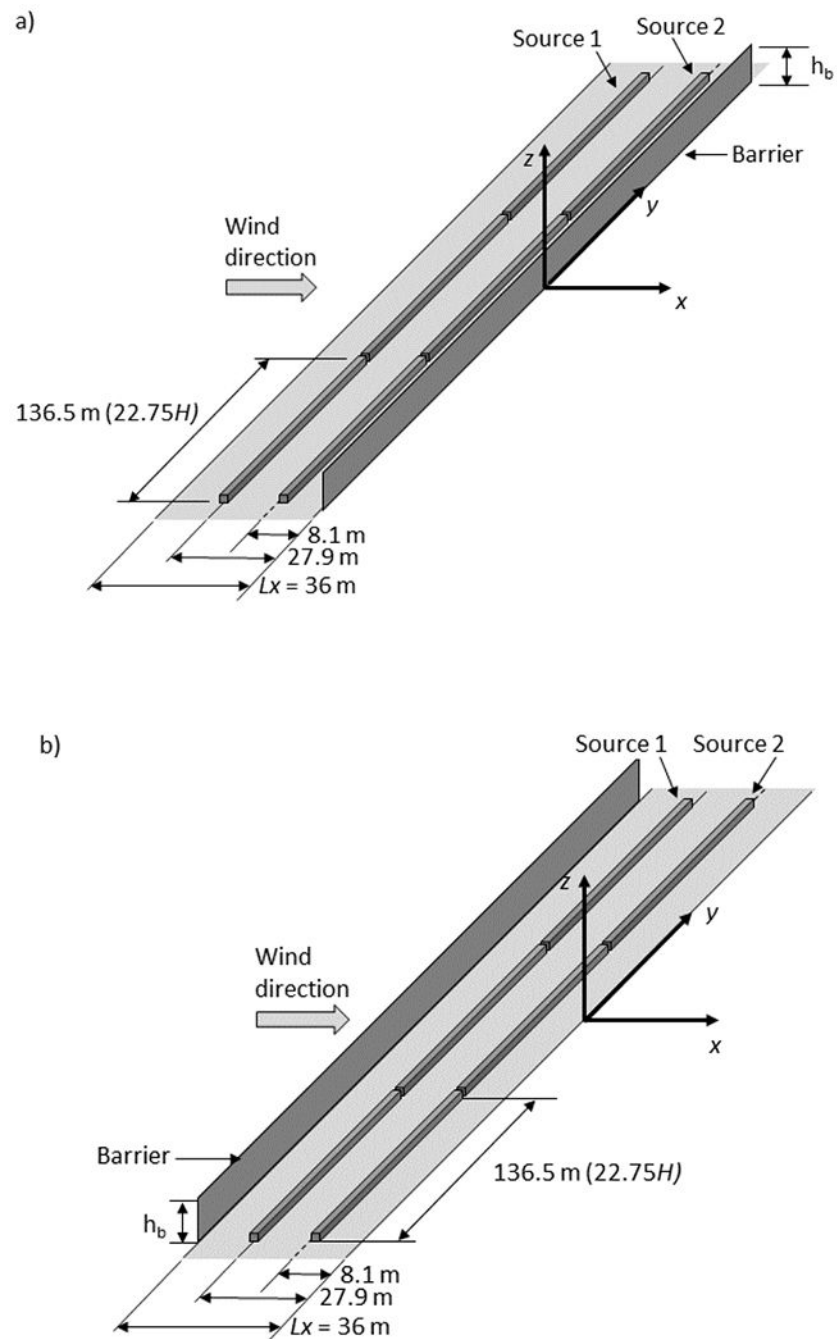 a)
Source 1
Source 2
h_b
z
Barrier
y
Wind
direction
x
136.5 m (22.75H)
8.1 m
27.9 m
Lx = 36 m
b)
Source 1
Source 2
z
y
Wind
direction
x
Barrier
136.5 m (22.75H)
h_b
8.1 m
27.9 m
Lx = 36 m